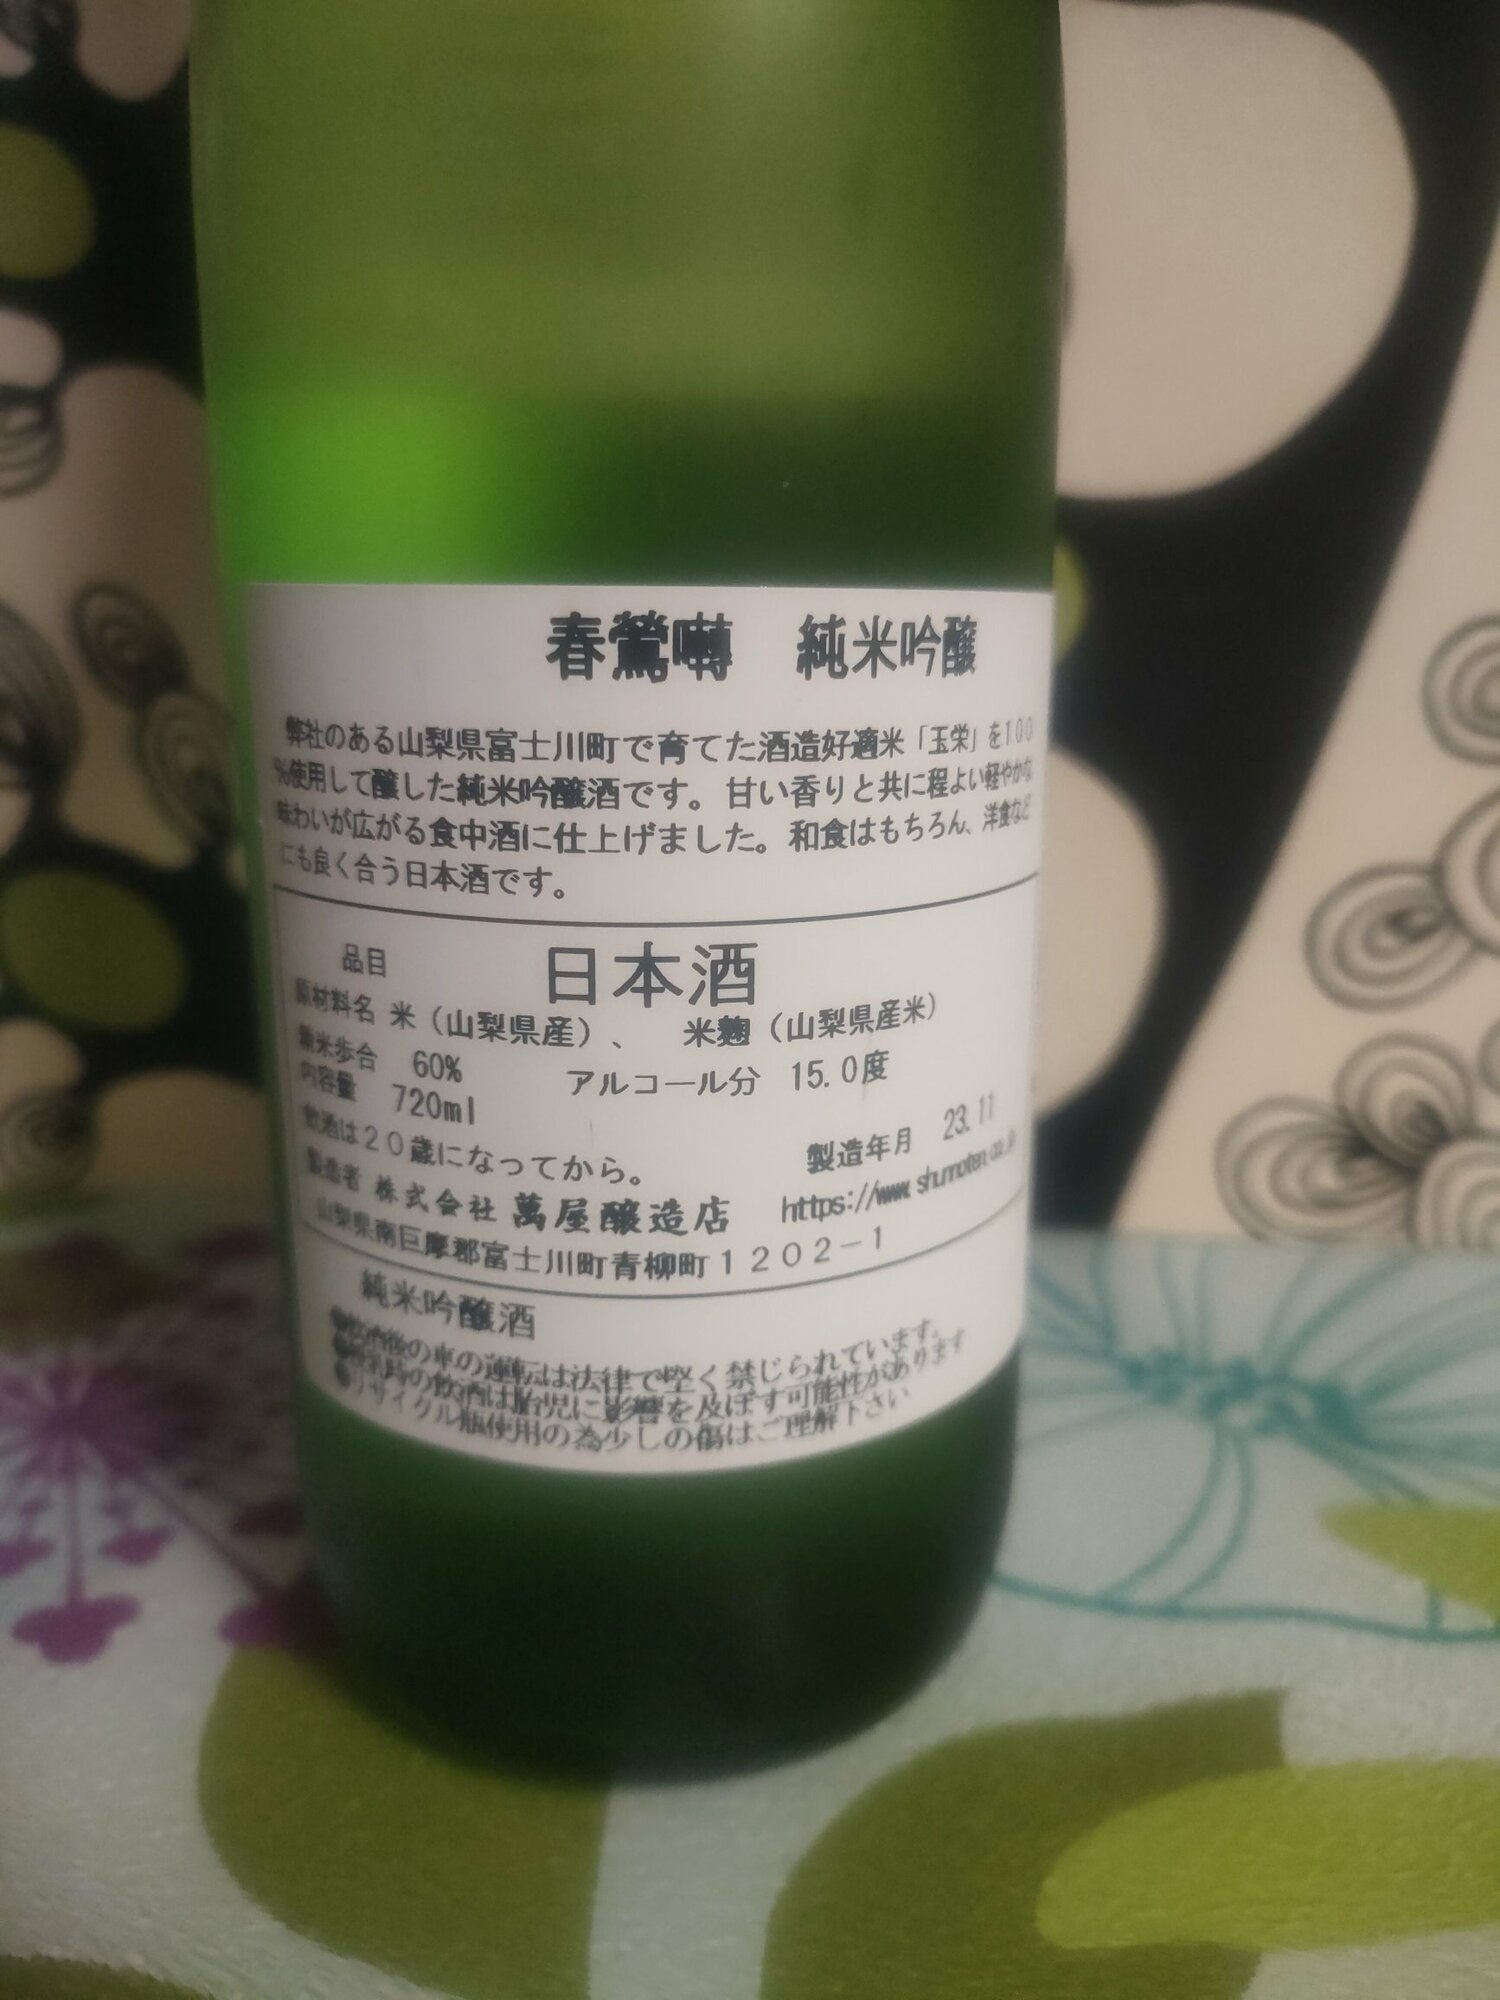 春鶯囀　純米吟醸
弊社のある山梨県富士川町で育てた酒造好適米「玉栄」を100
%使用して醸した純米吟醸酒です。甘い香りと共に程よい軽やかな
味わいが広がる食中酒に仕上げました。和食はもちろん、洋食など
にも良く合う日本酒です。
品目　日本酒
原材料名 米（山梨県産）、　米麹（山梨県産米）
精米歩合　60%　アルコール分　15.0度
内容量　720ml
飲酒は２０歳になってから。　製造年月　23.11
製造者 株式会社 萬屋醸造店　https://www.shunnoten.co.jp
山梨県南巨摩郡富士川町青柳町１２０２－１
純米吟醸酒
●飲酒後の車の運転は法律で堅く禁じられています。
●授乳時の飲酒は胎児に影響を及ぼす可能性があります
●リサイクル瓶使用の為少しの傷はご理解下さい